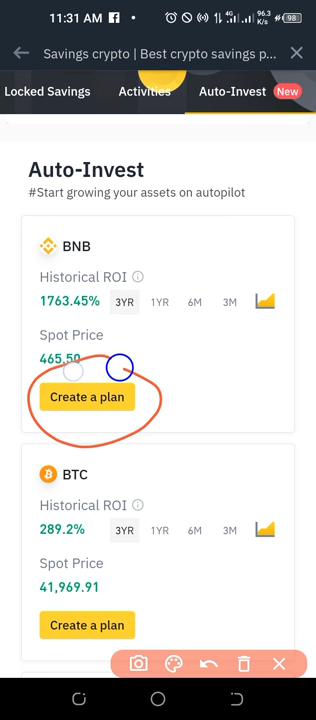 11:31 AM
4G
96.3
K/s
98
Savings crypto | Best crypto savings p...
Locked Savings Activities Auto-Invest New
Auto-Invest
#Start growing your assets on autopilot
BNB
Historical ROI
1763.45% 3YR 1YR 6M 3M
Spot Price
465.50
Create a plan
BTC
Historical ROI
289.2% 3YR 1YR 6M 3M
Spot Price
41,969.91
Create a plan